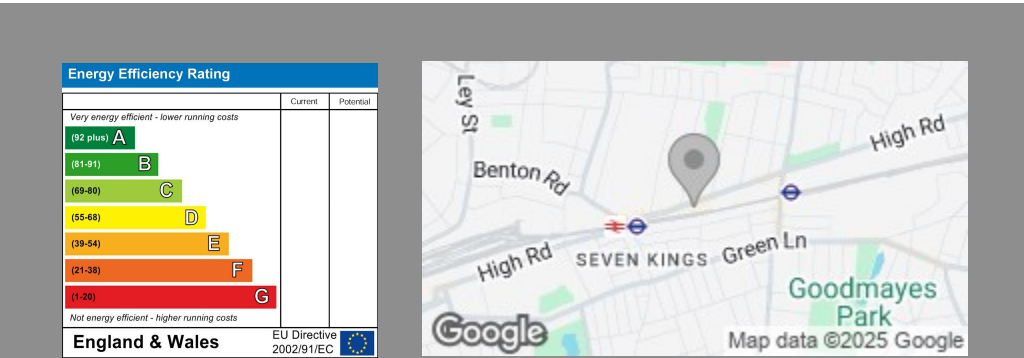 Energy Efficiency Rating
Current Potential
Very energy efficient - lower running costs
(92 plus) A
(81-91) B
(69-80) C
(55-68) D
(39-54) E
(21-38) F
(1-20) G
Not energy efficient - higher running costs
England & Wales
EU Directive
2002/91/EC
Ley St
High Rd
Benton Rd
Green Ln
SEVEN KINGS
High Rd
Goodmayes
Park
Google
Map data ©2025 Google